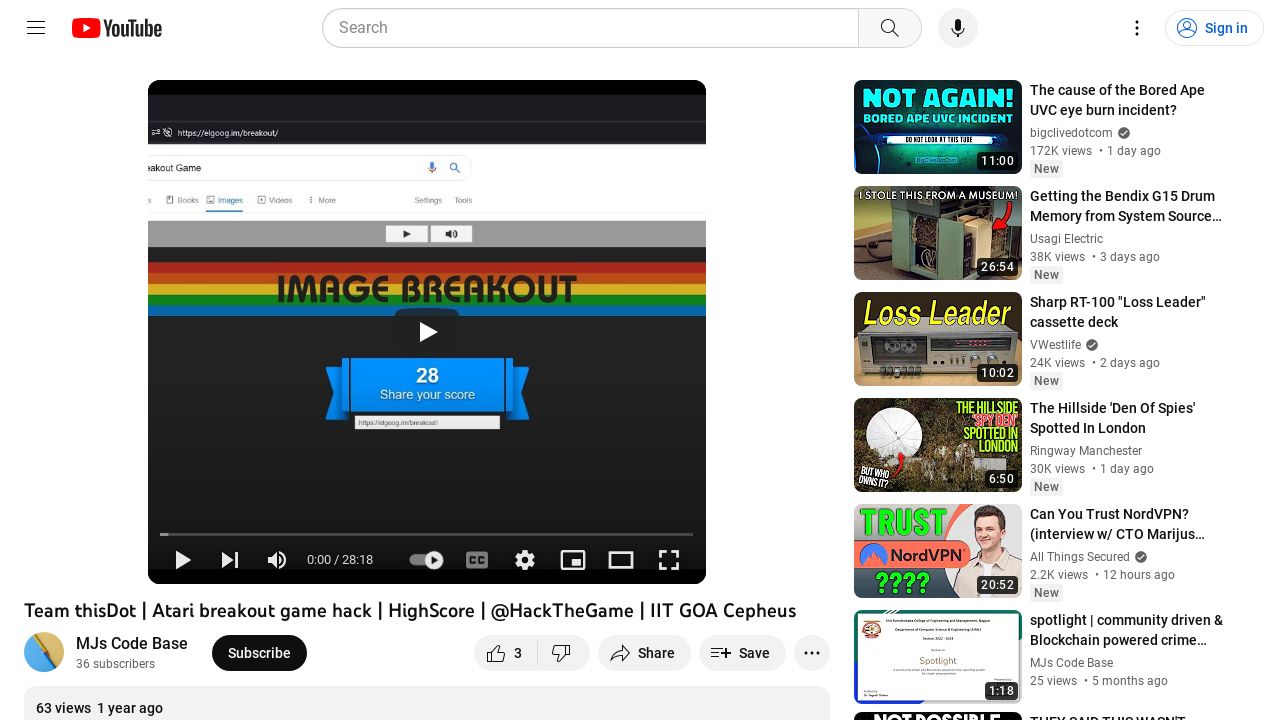 YouTube
Search
Sign in
https://elgoog.im/breakout/
eakout Game
Books
Images
Videos
More
Settings
Tools
IMAGE BREAKOUT
28
Share your score
https://elgoog.im/breakout/
0:00 / 28:18
CC
Team thisDot | Atari breakout game hack | HighScore | @HackTheGame | IIT GOA Cepheus
MJs Code Base
36 subscribers
Subscribe
3
Share
Save
63 views 1 year ago
NOT AGAIN!
BORED APE UVC INCIDENT
DO NOT LOOK AT THIS TUBE
11:00
The cause of the Bored Ape
UVC eye burn incident?
bigclivedotcom
172K views • 1 day ago
New
I STOLE THIS FROM A MUSEUM!
26:54
Getting the Bendix G15 Drum
Memory from System Source…
Usagi Electric
38K views • 3 days ago
New
Loss Leader
10:02
Sharp RT-100 "Loss Leader"
cassette deck
VWestlife
24K views • 2 days ago
New
THE HILLSIDE
'SPY DEN'
SPOTTED IN
LONDON
BUT WHO
OWNS IT?
6:50
The Hillside 'Den Of Spies'
Spotted In London
Ringway Manchester
30K views • 1 day ago
New
TRUST
NordVPN
????
20:52
Can You Trust NordVPN?
(interview w/ CTO Marijus…
All Things Secured
2.2K views • 12 hours ago
New
Spotlight
1:18
spotlight | community driven &
Blockchain powered crime…
MJs Code Base
25 views • 5 months ago
NOT POSSIBLE
THEY SAID THIS WASN'T